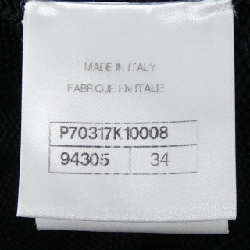 MADE IN ITALY
FABRIQUE EN ITALIE
P70317K10008
94305 34